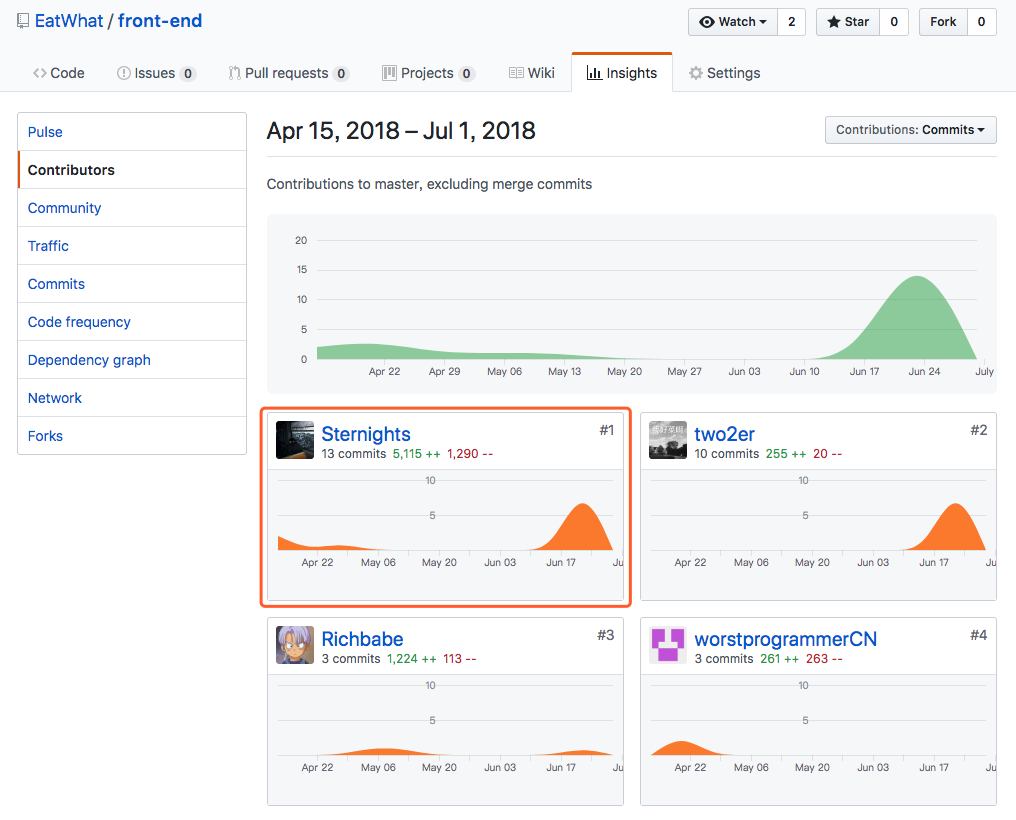 EatWhat / front-end
Watch 2 Star 0 Fork 0
Code Issues 0 Pull requests 0 Projects 0 Wiki Insights Settings
Pulse
Contributors
Community
Traffic
Commits
Code frequency
Dependency graph
Network
Forks
Apr 15, 2018 – Jul 1, 2018
Contributions: Commits
Contributions to master, excluding merge commits
20
15
10
5
0
Apr 22 Apr 29 May 06 May 13 May 20 May 27 Jun 03 Jun 10 Jun 17 Jun 24 July
Sternights #1
13 commits 5,115 ++ 1,290 --
10
5
Apr 22 May 06 May 20 Jun 03 Jun 17 Ju
two2er #2
10 commits 255 ++ 20 --
10
5
Apr 22 May 06 May 20 Jun 03 Jun 17 Ju
Richbabe #3
3 commits 1,224 ++ 113 --
10
5
Apr 22 May 06 May 20 Jun 03 Jun 17 Ju
worstprogrammerCN #4
3 commits 261 ++ 263 --
10
5
Apr 22 May 06 May 20 Jun 03 Jun 17 Ju